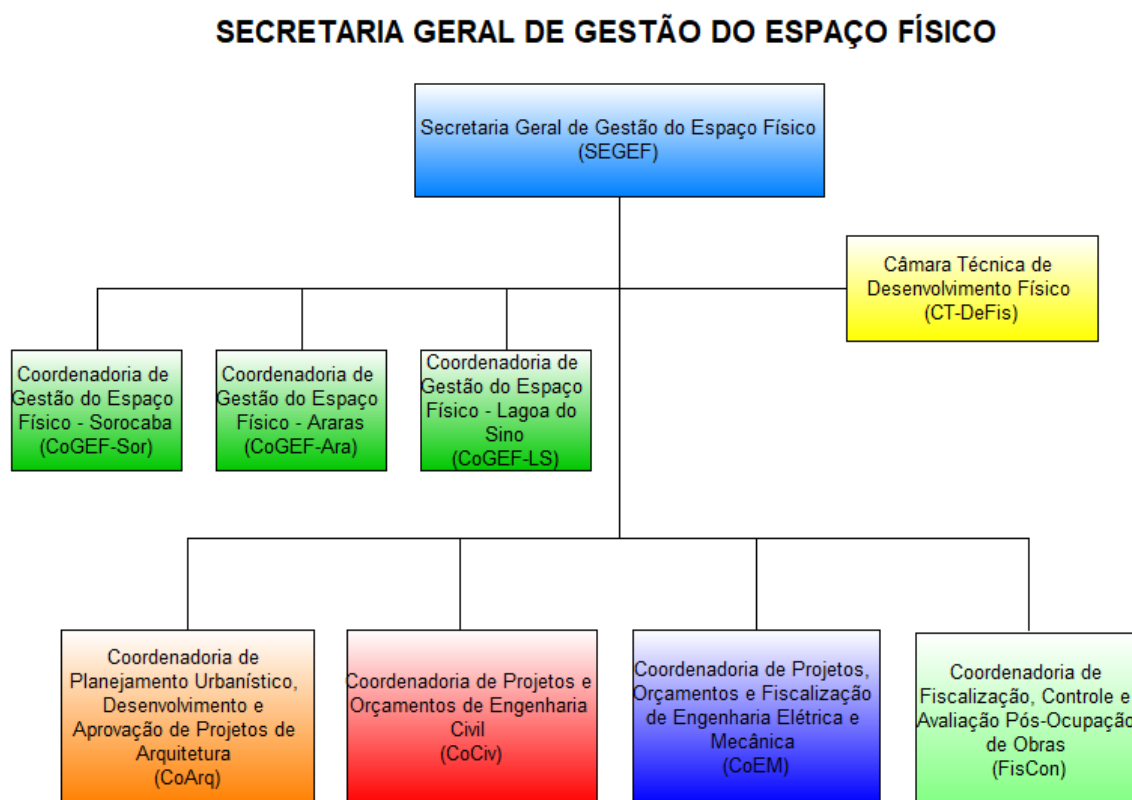 SECRETARIA GERAL DE GESTÃO DO ESPAÇO FÍSICO
Secretaria Geral de Gestão do Espaço Físico
(SEGEF)
Câmara Técnica de
Desenvolvimento Físico
(CT-DeFis)
Coordenadoria de
Gestão do Espaço
Físico - Sorocaba
(CoGEF-Sor)
Coordenadoria de
Gestão do Espaço
Físico - Araras
(CoGEF-Ara)
Coordenadoria de
Gestão do Espaço
Físico - Lagoa do
Sino
(CoGEF-LS)
Coordenadoria de
Planejamento Urbanístico,
Desenvolvimento e
Aprovação de Projetos de
Arquitetura
(CoArq)
Coordenadoria de Projetos e
Orçamentos de Engenharia
Civil
(CoCiv)
Coordenadoria de Projetos,
Orçamentos e Fiscalização
de Engenharia Elétrica e
Mecânica
(CoEM)
Coordenadoria de
Fiscalização, Controle e
Avaliação Pós-Ocupação
de Obras
(FisCon)